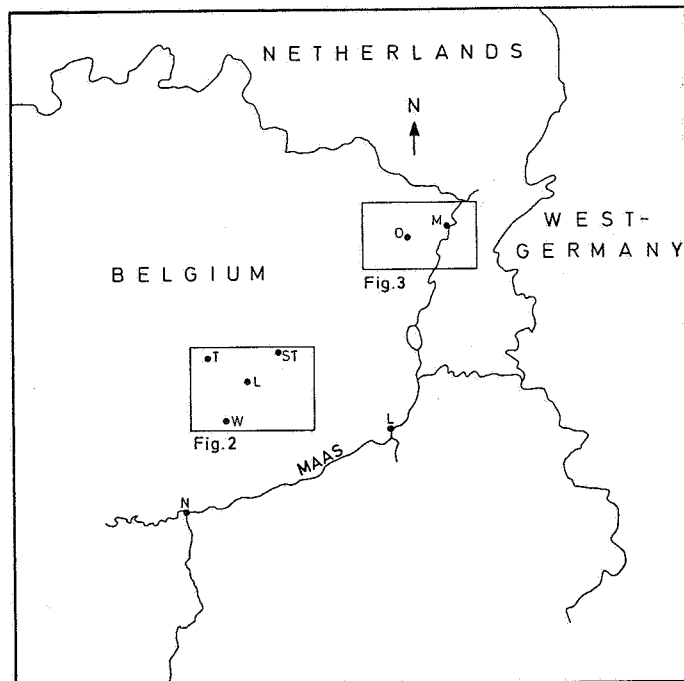 NETHERLANDS
N
M
O
WEST-
GERMANY
Fig.3
BELGIUM
T
ST
L
W
Fig.2
L
MAAS
N